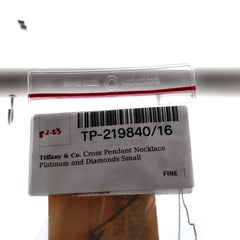 TP-219840/16
Tiffany & Co. Cross Pendant Necklace
Platinum and Diamonds Small
FINE